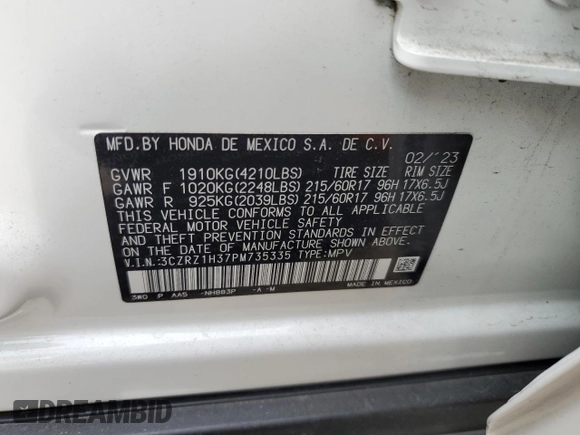 MFD.BY HONDA DE MEXICO S.A. DE C.V.
02/'23
GVWR 1910KG(4210LBS) TIRE SIZE RIM SIZE
GAWR F 1020KG(2248LBS) 215/60R17 96H 17X6.5J
GAWR R 925KG(2039LBS) 215/60R17 96H 17X6.5J
THIS VEHICLE CONFORMS TO ALL APPLICABLE
FEDERAL MOTOR VEHICLE SAFETY
AND THEFT PREVENTION STANDARDS IN EFFECT
ON THE DATE OF MANUFACTURE SHOWN ABOVE.
V.I.N.:3CZRZ1H37PM735335 TYPE:MPV
3W0 P AA5 -NH883P -A -M MADE IN MEXICO
DREAMBID